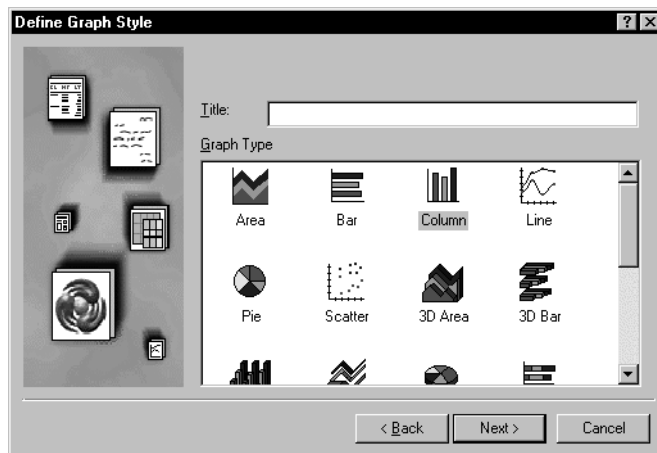 Define Graph Style
Title:
Graph Type
Area Bar Column Line
Pie Scatter 3D Area 3D Bar
< Back Next > Cancel